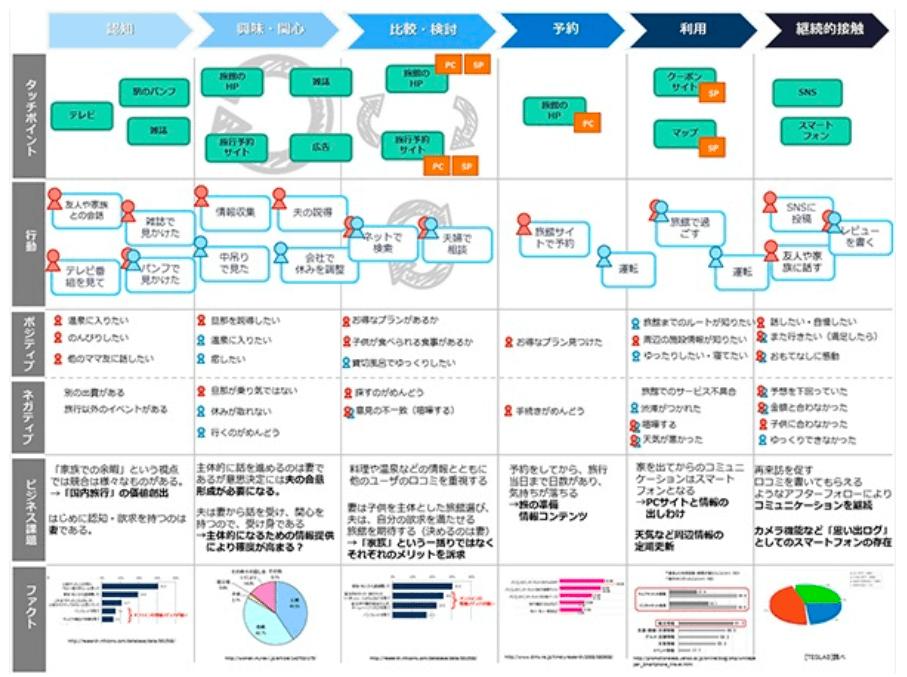 認知
興味・関心
比較・検討
予約
利用
継続的接触
タッチポイント
テレビ
別のパンフ
雑誌
旅館の
HP
雑誌
旅行予約
サイト
広告
旅館の
HP
PC
SP
旅行予約
サイト
PC
SP
旅館の
HP
PC
クーポン
サイト
SP
マップ
SP
SNS
スマート
フォン
行動
友人や家族
との会話
雑誌で
見かけた
テレビ番
組を見て
パンフで
見かけた
情報収集
夫の説得
中吊り
で見た
会社で
休みを調整
ネットで
検索
夫婦で
相談
旅館サイ
トで予約
運転
旅館で過
ごす
運転
SNSに
投稿
レビュー
を書く
友人や家
族に話す
ポジティブ
温泉に入りたい
のんびりしたい
他のママ友に話したい
旦那を説得したい
温泉に入りたい
癒したい
お得なプランがあるか
子供が食べられる食事があるか
貸切風呂でゆっくりしたい
お得なプラン見つけた
旅館までのルートが知りたい
周辺の施設情報が知りたい
ゆったりしたい・寝てたい
話したい・自慢したい
また行きたい（満足したら）
おもてなしに感動
ネガティブ
別の出費がある
旅行以外のイベントがある
旦那が乗り気ではない
休みが取れない
行くのがめんどう
探すのがめんどう
意見の不一致（喧嘩する）
手続きがめんどう
旅館でのサービス不具合
渋滞がつかれた
喧嘩する
天気が悪かった
予想を下回っていた
金額と合わなかった
子供に合わなかった
ゆっくりできなかった
ビジネス課題
「家族での余暇」という視点
では競合は様々なものがある。
→「国内旅行」の価値創出
はじめに認知・欲求を持つのは
妻である。
主体的に話を進めるのは妻で
あるが意思決定には夫の合意
形成が必要になる。
夫は妻から話を受け、関心を
持つので、受け身である
→主体的になるための情報提供
により確度が高まる？
料理や温泉などの情報とともに
他のユーザの口コミを重視する
妻は子供を主体とした旅館選び、
夫は、自分の欲求を満たせる
旅館を期待する（決めるのは妻）
→「家族」という一括りではなく
それぞれのメリットを訴求
予約をしてから、旅行
当日まで日数があり、
気持ちが落ちる
→旅の準備
情報コンテンツ
家を出てからのコミュニ
ケーションはスマート
フォンとなる
→PCサイトと情報の
出しわけ
天気など周辺情報の
定期更新
再来訪を促す
口コミを書いてもらえる
ようなアフターフォローにより
コミュニケーションを継続
カメラ機能など「思い出ログ」
としてのスマートフォンの存在
ファクト
[TESLAB]調べ